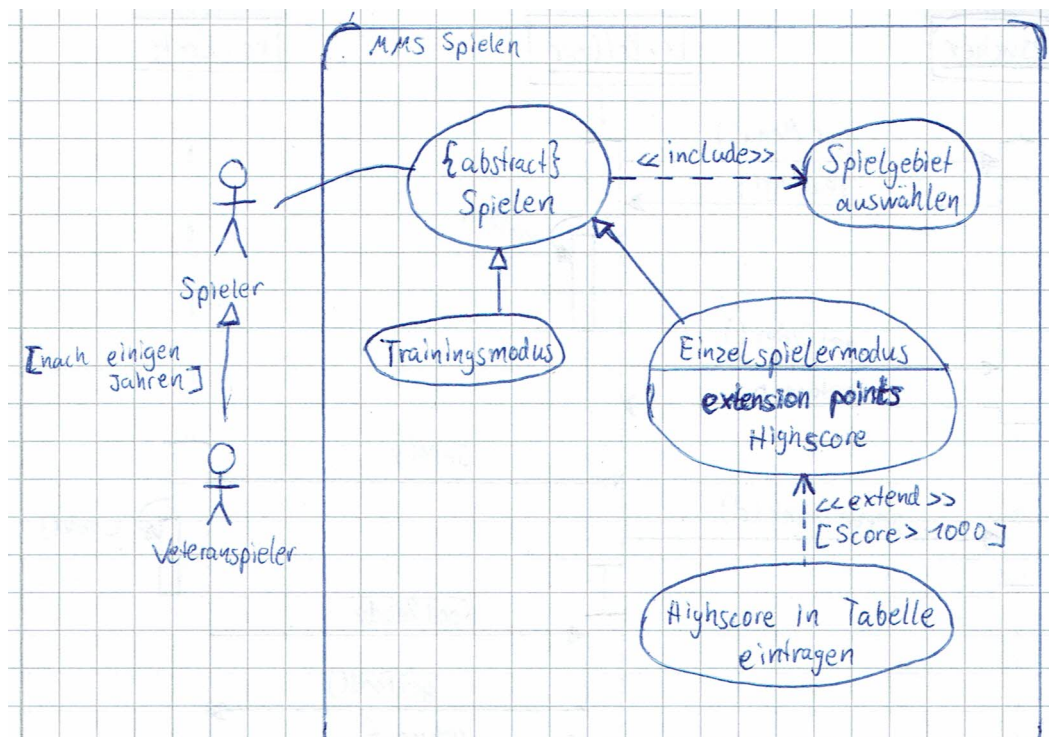 MMS Spielen
{abstract}
Spielen
<<include>>
Spielgebiet
auswählen
Spieler
[nach einigen
Jahren]
Trainingsmodus
Einzelspielermodus
extension points
Highscore
<<extend>>
[Score > 1000]
Veteranspieler
Highscore in Tabelle
eintragen